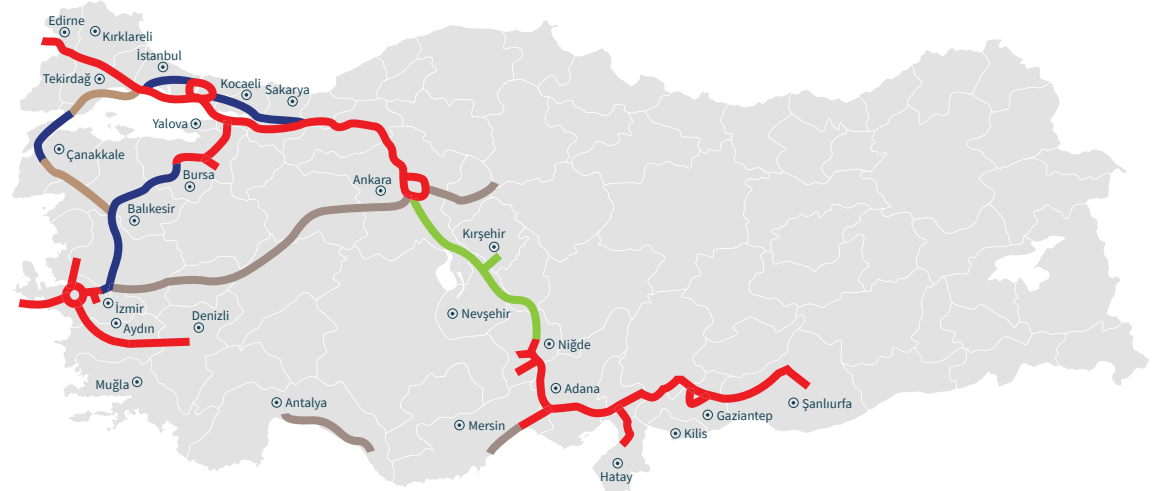 Edirne
Kırklareli
İstanbul
Tekirdağ
Kocaeli
Sakarya
Yalova
Çanakkale
Bursa
Ankara
Balıkesir
Kırşehir
İzmir
Nevşehir
Denizli
Aydın
Niğde
Muğla
Adana
Antalya
Şanlıurfa
Gaziantep
Mersin
Kilis
Hatay